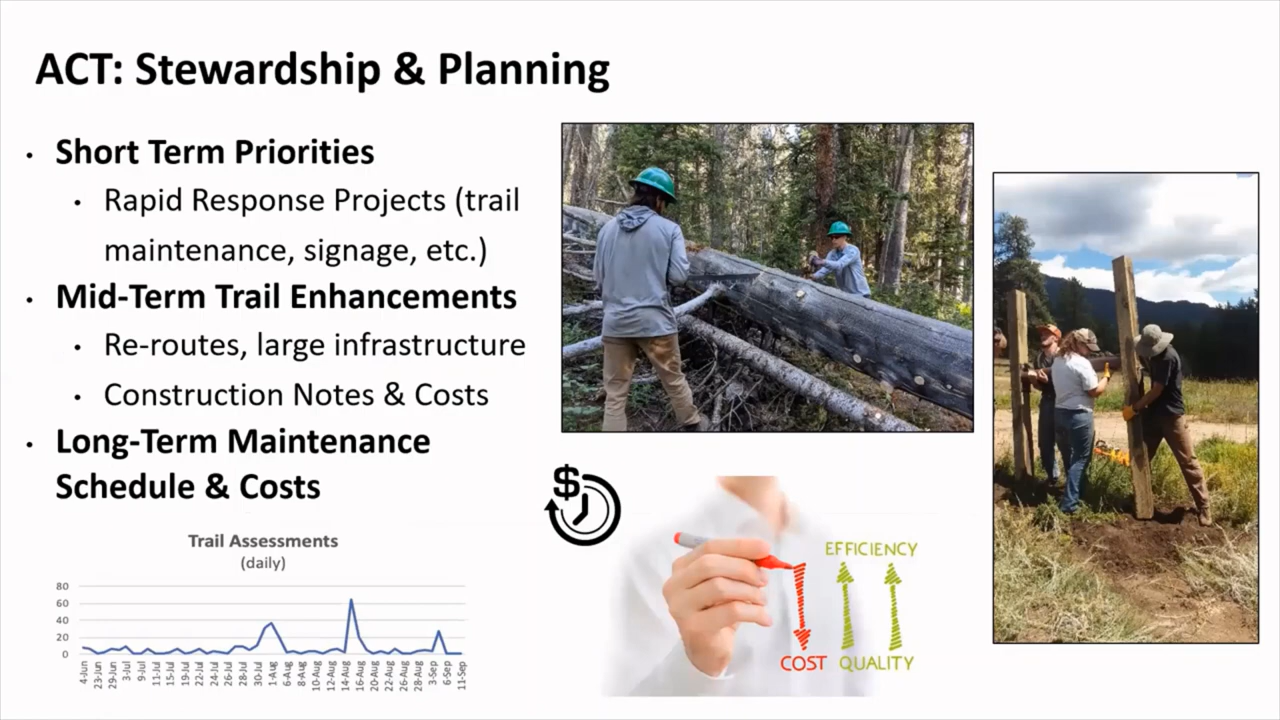 ACT: Stewardship & Planning
• Short Term Priorities
• Rapid Response Projects (trail
maintenance, signage, etc.)
• Mid-Term Trail Enhancements
• Re-routes, large infrastructure
• Construction Notes & Costs
• Long-Term Maintenance
Schedule & Costs
Trail Assessments
(daily)
80
60
40
20
0
4-Jun
23-Jun
29-Jun
3-Jul
9-Jul
11-Jul
15-Jul
19-Jul
22-Jul
24-Jul
26-Jul
28-Jul
30-Jul
1-Aug
6-Aug
8-Aug
10-Aug
12-Aug
14-Aug
16-Aug
20-Aug
22-Aug
26-Aug
28-Aug
3-Sep
6-Sep
11-Sep
$
EFFICIENCY
COST
QUALITY